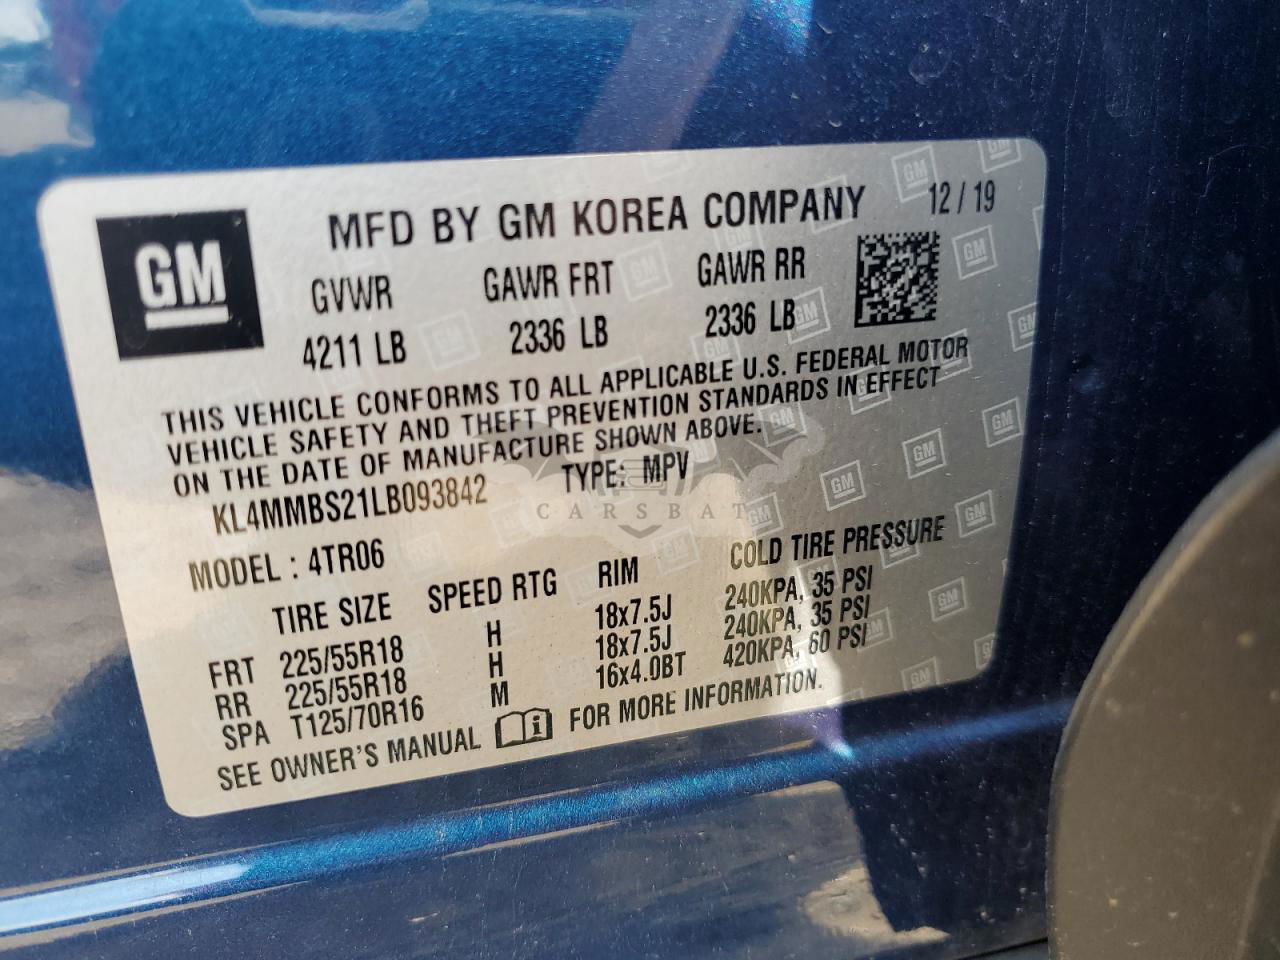 GM
MFD BY GM KOREA COMPANY 12 / 19
GVWR GAWR FRT GAWR RR
4211 LB 2336 LB 2336 LB
THIS VEHICLE CONFORMS TO ALL APPLICABLE U.S. FEDERAL MOTOR
VEHICLE SAFETY AND THEFT PREVENTION STANDARDS IN EFFECT
ON THE DATE OF MANUFACTURE SHOWN ABOVE.
KL4MMBS21LB093842 TYPE: MPV
CARSBAT
MODEL : 4TR06
TIRE SIZE SPEED RTG RIM COLD TIRE PRESSURE
FRT 225/55R18 H 18x7.5J 240KPA, 35 PSI
RR 225/55R18 H 18x7.5J 240KPA, 35 PSI
SPA T125/70R16 M 16x4.0BT 420KPA, 60 PSI
SEE OWNER'S MANUAL i FOR MORE INFORMATION.